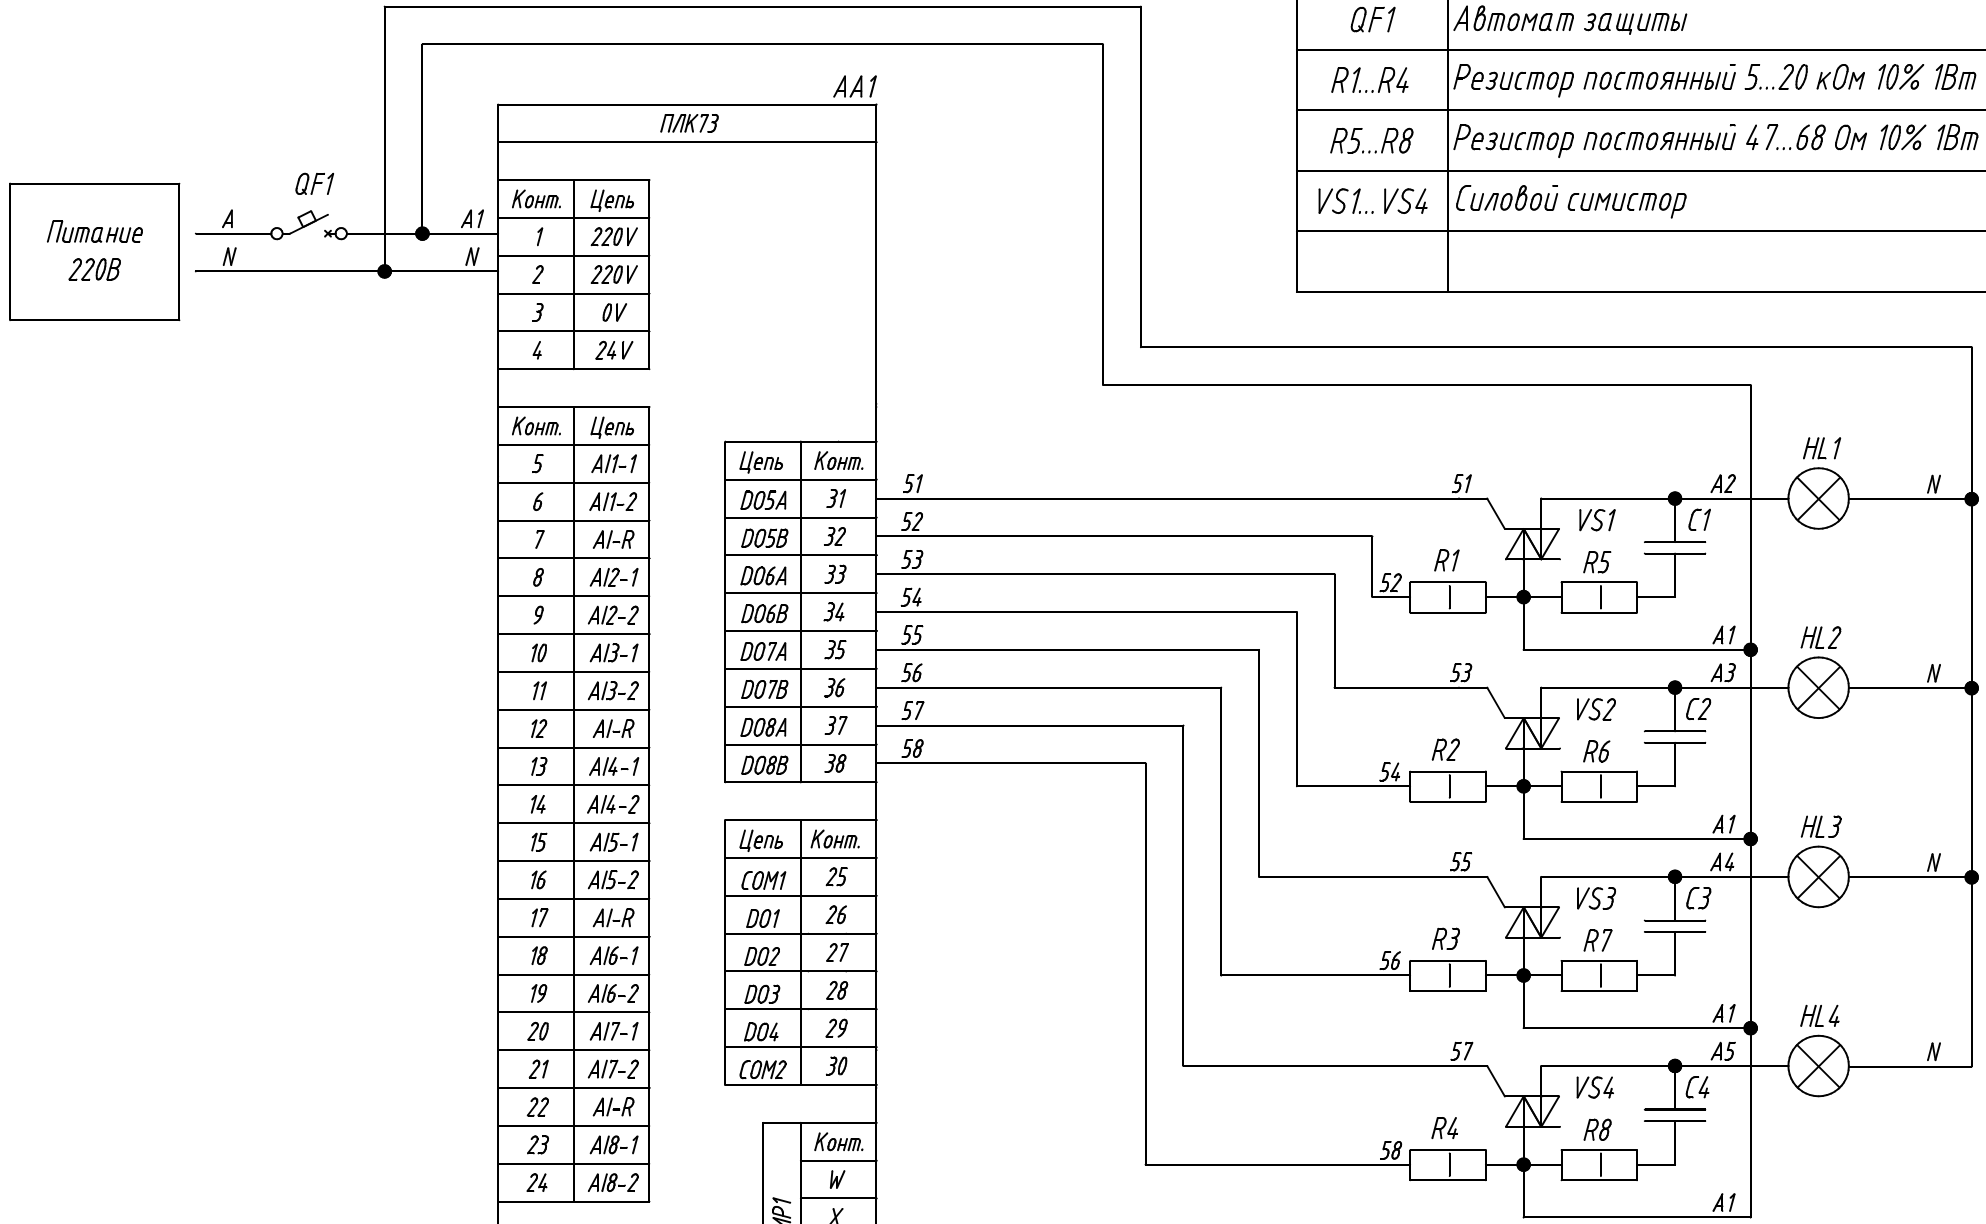 QF1 Автомат защиты
R1...R4 Резистор постоянный 5...20 кОм 10% 1Вт
R5...R8 Резистор постоянный 47...68 Ом 10% 1Вт
VS1...VS4 Силовой симистор
AA1
ПЛК73
Питание
220В
QF1
A
N
A1
N
Конт. Цепь
1 220V
2 220V
3 0V
4 24V
Конт. Цепь
5 AI1-1
6 AI1-2
7 AI-R
8 AI2-1
9 AI2-2
10 AI3-1
11 AI3-2
12 AI-R
13 AI4-1
14 AI4-2
15 AI5-1
16 AI5-2
17 AI-R
18 AI6-1
19 AI6-2
20 AI7-1
21 AI7-2
22 AI-R
23 AI8-1
24 AI8-2
Цепь Конт.
DO5A 31
DO5B 32
DO6A 33
DO6B 34
DO7A 35
DO7B 36
DO8A 37
DO8B 38
Цепь Конт.
COM1 25
DO1 26
DO2 27
DO3 28
DO4 29
COM2 30
Конт.
W
X
51
52
53
54
55
56
57
58
HL1
51 A2 N
VS1 C1
R1 R5
52
A1
HL2
53 A3 N
VS2 C2
R2 R6
54
A1
HL3
55 A4 N
VS3 C3
R3 R7
56
A1
HL4
57 A5 N
VS4 C4
R4 R8
58
A1